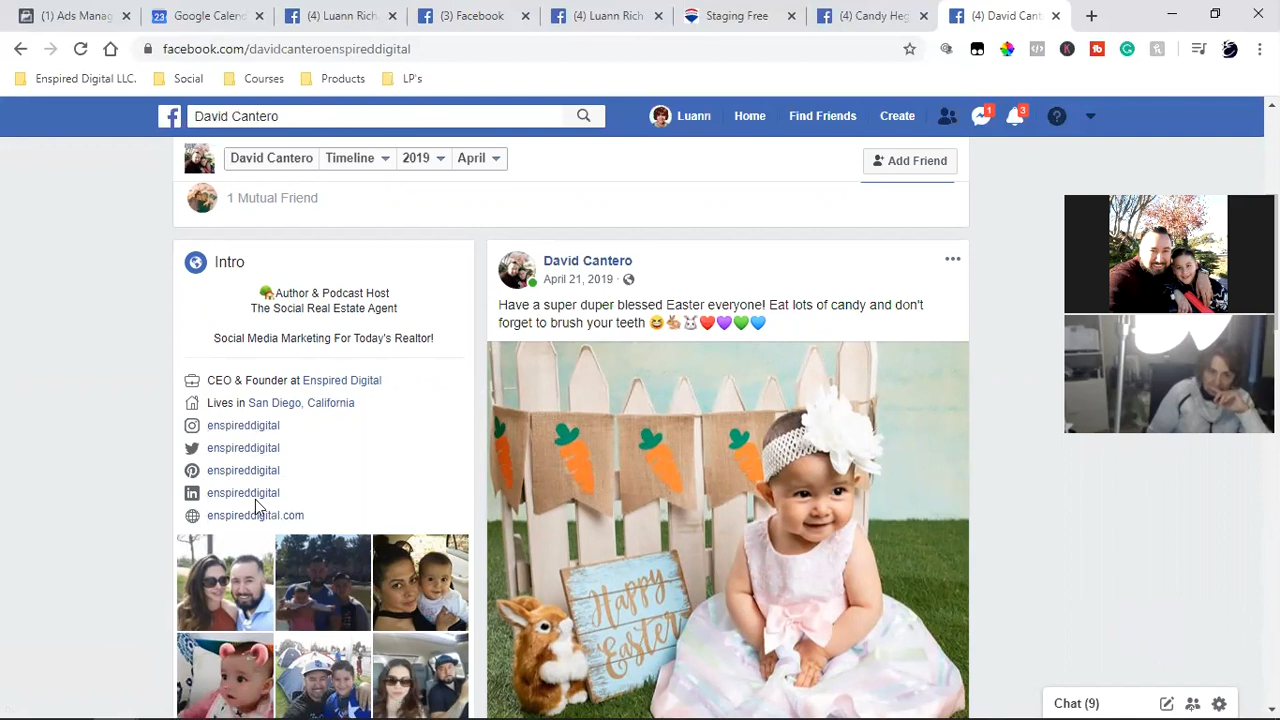 (1) Ads Manag
23
Google Calend
(4) Luann Rich
(3) Facebook
(4) Luann Rich
Staging Free
(4) Candy Heg
(4) David Cant
facebook.com/davidcanteroenspireddigital
Enspired Digital LLC.
Social
Courses
Products
LP's
David Cantero
Luann
Home
Find Friends
Create
1
3
David Cantero
Timeline
2019
April
Add Friend
1 Mutual Friend
Intro
Author & Podcast Host
The Social Real Estate Agent
Social Media Marketing For Today's Realtor!
CEO & Founder at Enspired Digital
Lives in San Diego, California
enspireddigital
enspireddigital
enspireddigital
enspireddigital
enspireddigital.com
David Cantero
April 21, 2019
Have a super duper blessed Easter everyone! Eat lots of candy and don't
forget to brush your teeth 😆🐇🐰❤️💜💚💙
Happy
Easter
Chat (9)